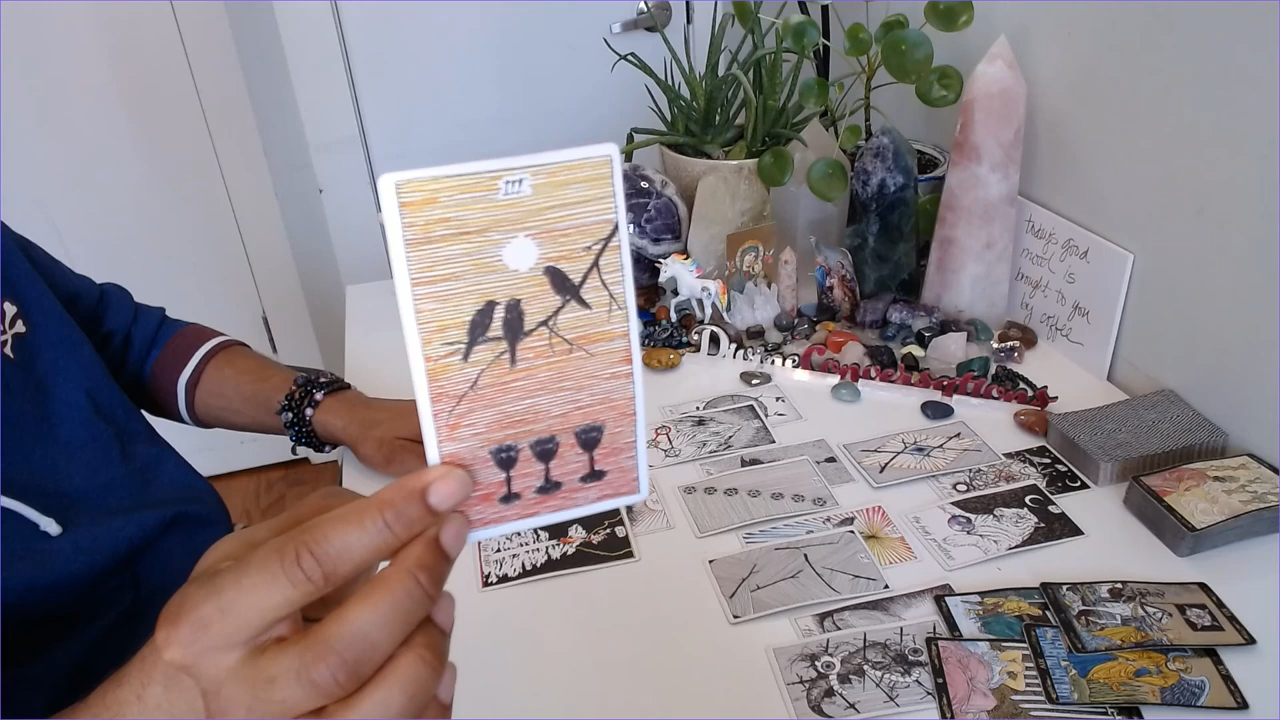 III
today's good
mood is
brought to you
by coffee
Divine Conversations